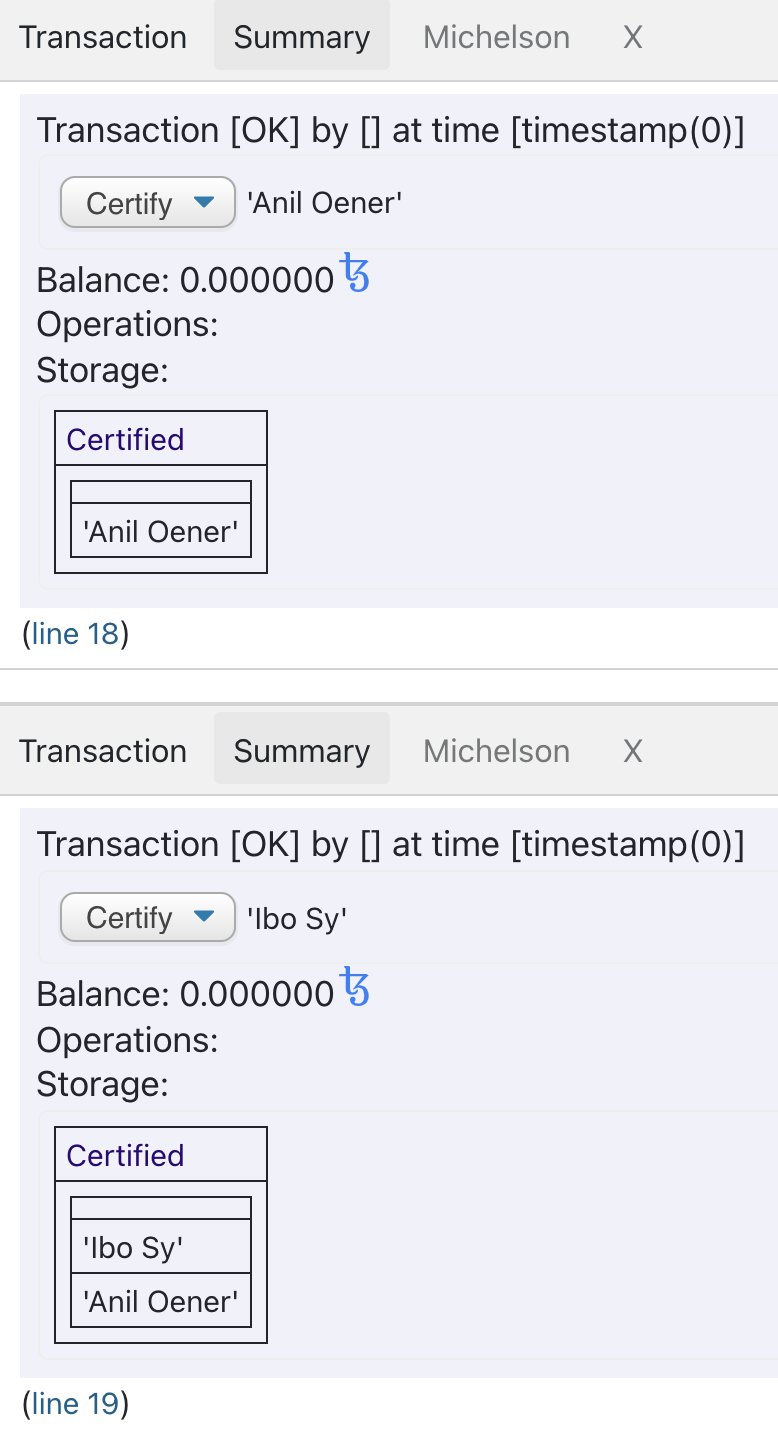 Transaction Summary Michelson X
Transaction [OK] by [] at time [timestamp(0)]
Certify 'Anil Oener'
Balance: 0.000000ꜩ
Operations:
Storage:
Certified
'Anil Oener'
(line 18)
Transaction Summary Michelson X
Transaction [OK] by [] at time [timestamp(0)]
Certify 'Ibo Sy'
Balance: 0.000000ꜩ
Operations:
Storage:
Certified
'Ibo Sy'
'Anil Oener'
(line 19)